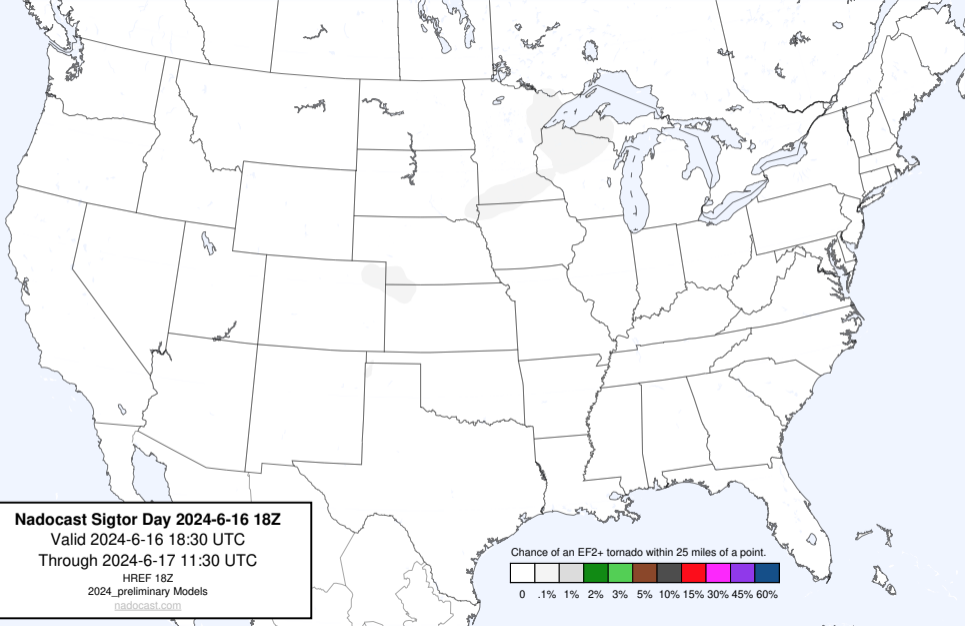 Nadocast Sigtor Day 2024-6-16 18Z
Valid 2024-6-16 18:30 UTC
Through 2024-6-17 11:30 UTC
HREF 18Z
2024_preliminary Models
nadocast.com
Chance of an EF2+ tornado within 25 miles of a point.
0 .1% 1% 2% 3% 5% 10% 15% 30% 45% 60%